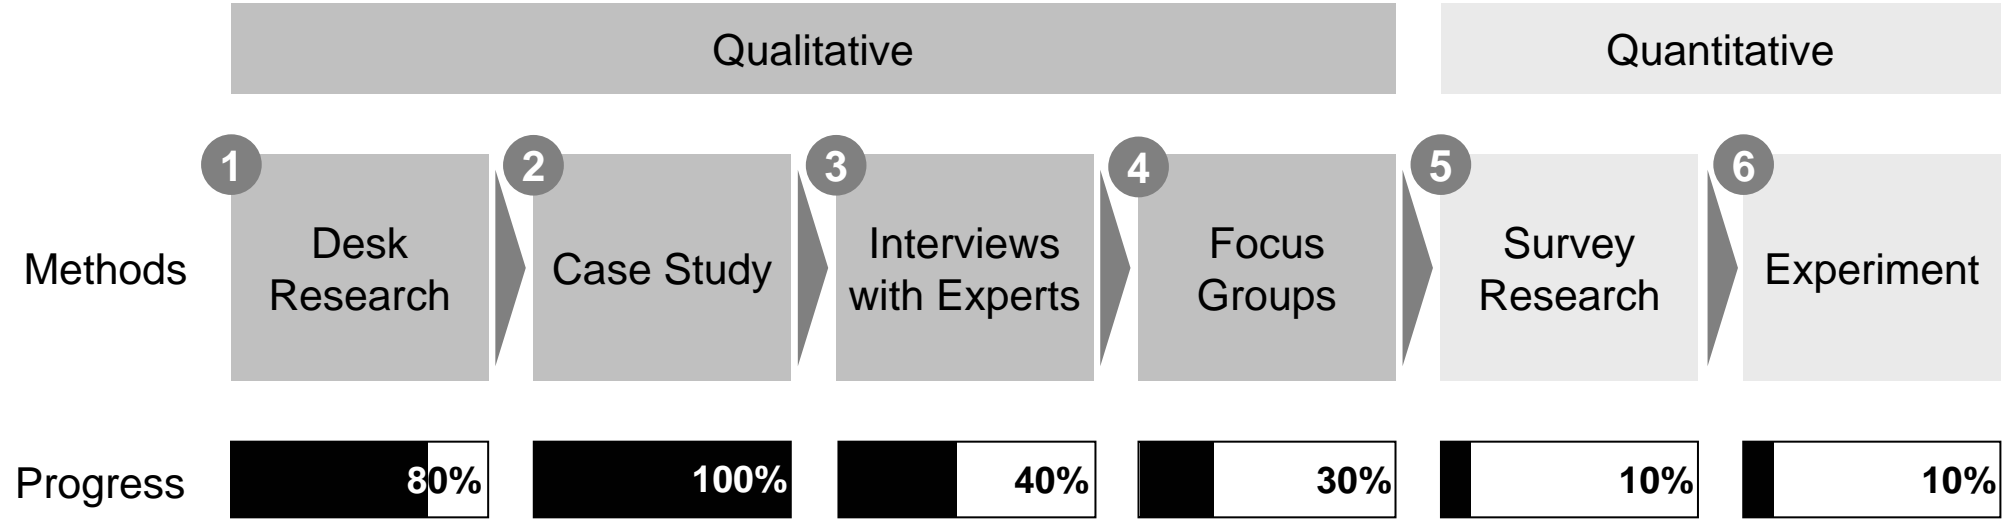 Qualitative
Quantitative
1
2
3
4
5
6
Methods
Desk
Research
Case Study
Interviews
with Experts
Focus
Groups
Survey
Research
Experiment
Progress
80%
100%
40%
30%
10%
10%